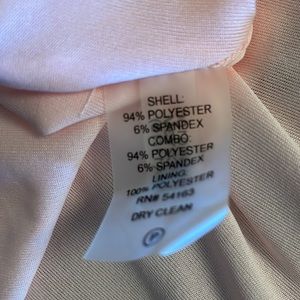 SHELL:
94% POLYESTER
6% SPANDEX
COMBO:
94% POLYESTER
6% SPANDEX
LINING:
100% POLYESTER
RN# 54163
DRY CLEAN
P